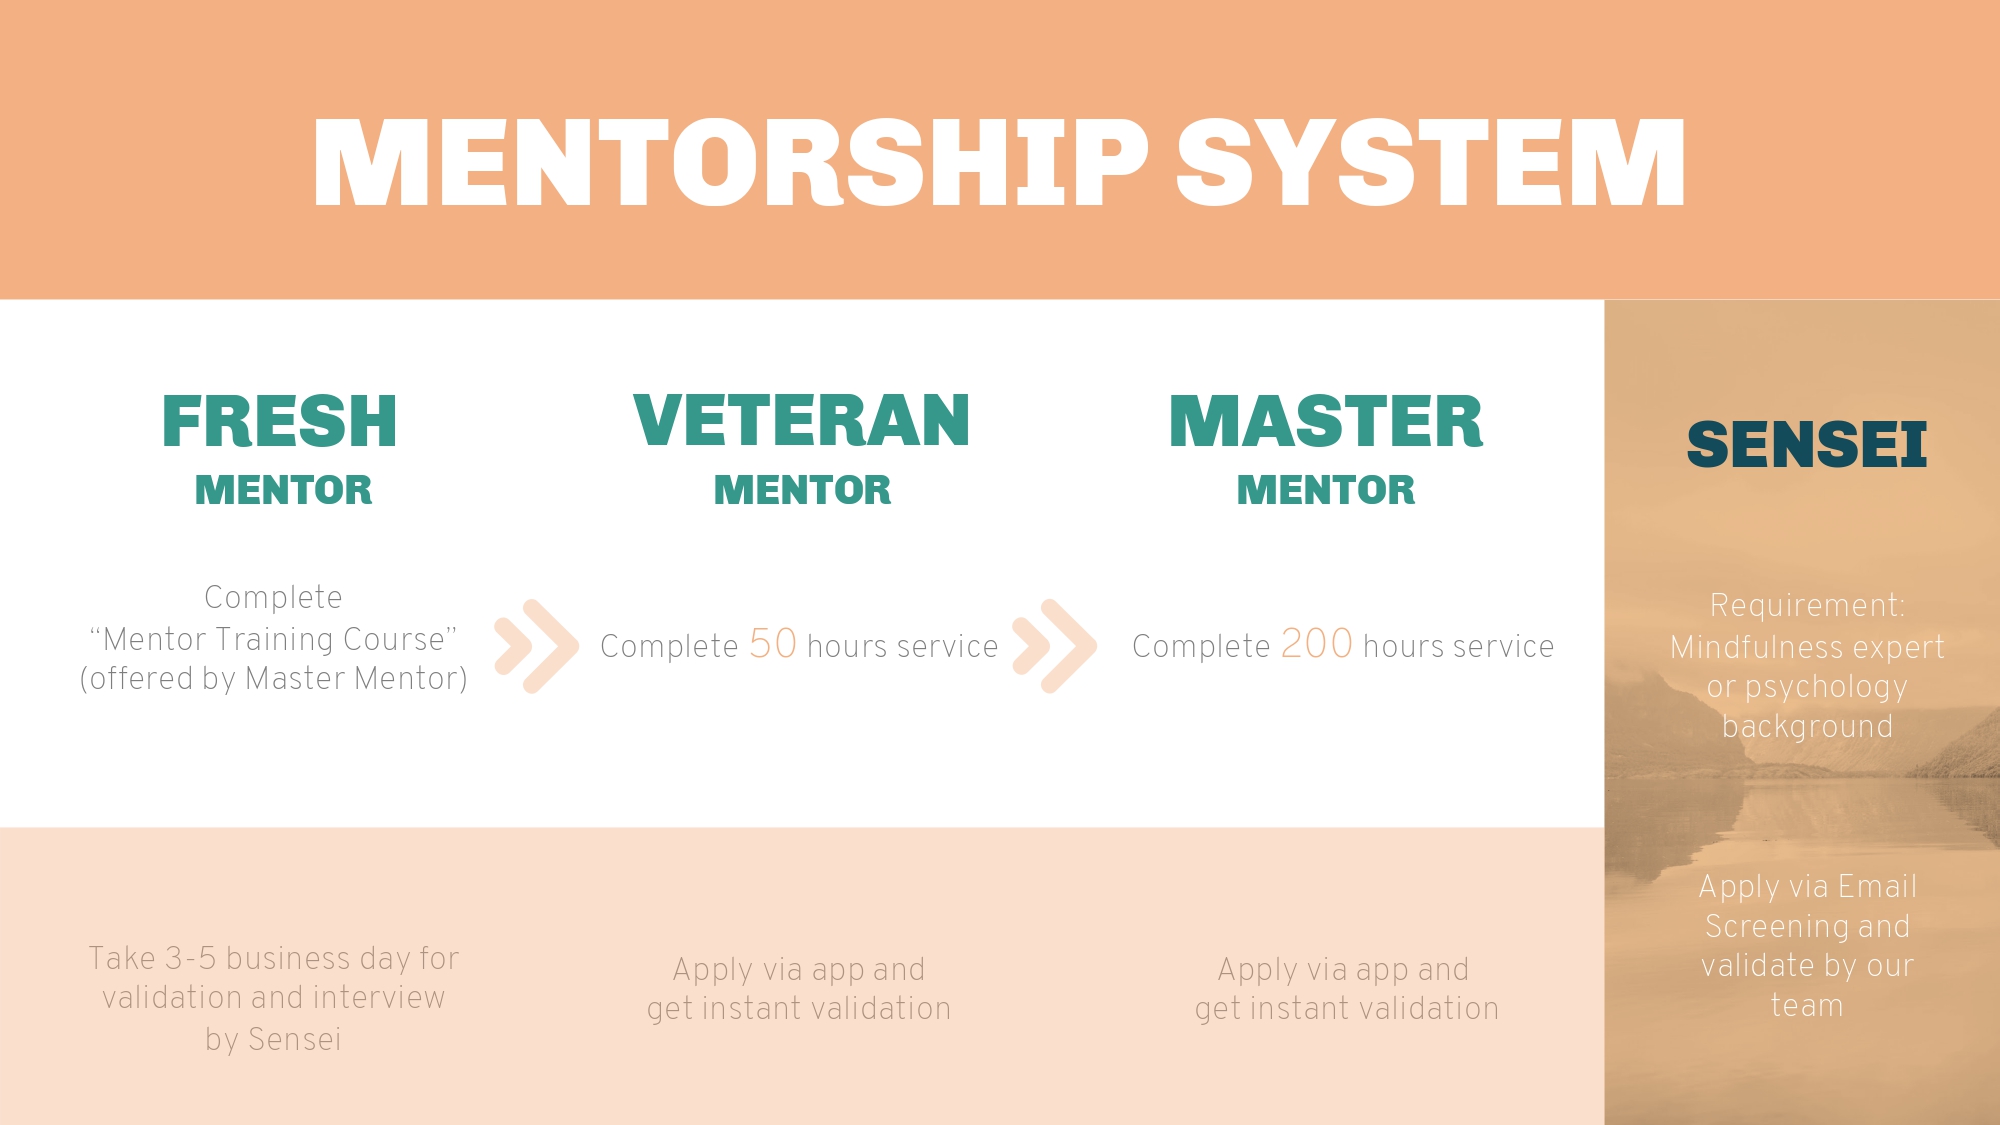 MENTORSHIP SYSTEM
FRESH
MENTOR
Complete
“Mentor Training Course”
(offered by Master Mentor)
Take 3-5 business day for
validation and interview
by Sensei
VETERAN
MENTOR
Complete 50 hours service
Apply via app and
get instant validation
MASTER
MENTOR
Complete 200 hours service
Apply via app and
get instant validation
SENSEI
Requirement:
Mindfulness expert
or psychology
background
Apply via Email
Screening and
validate by our
team